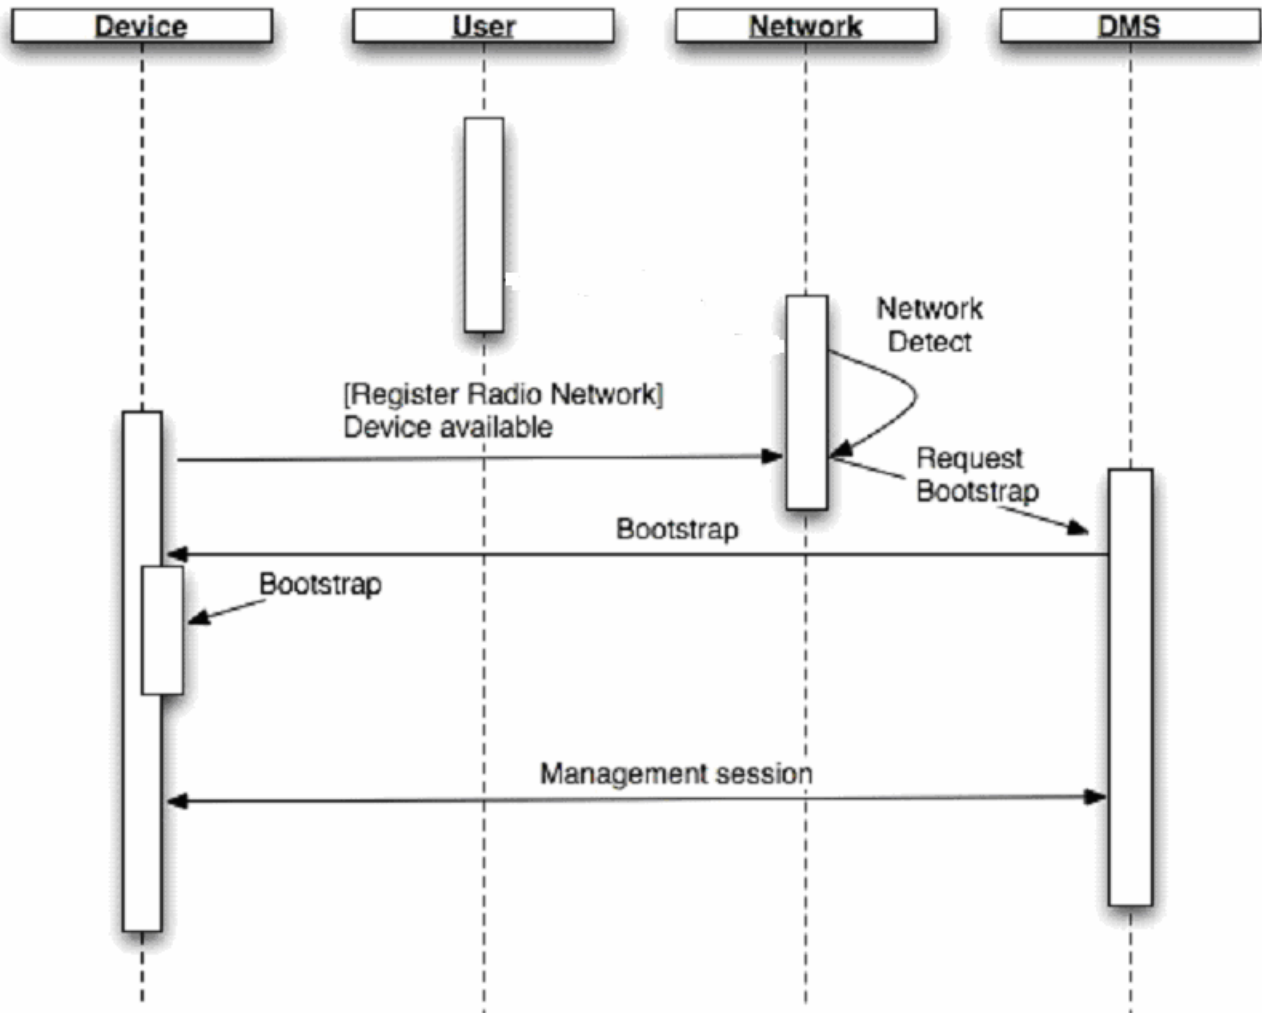 Device
User
Network
DMS
Network
Detect
[Register Radio Network]
Device available
Request
Bootstrap
Bootstrap
Bootstrap
Management session